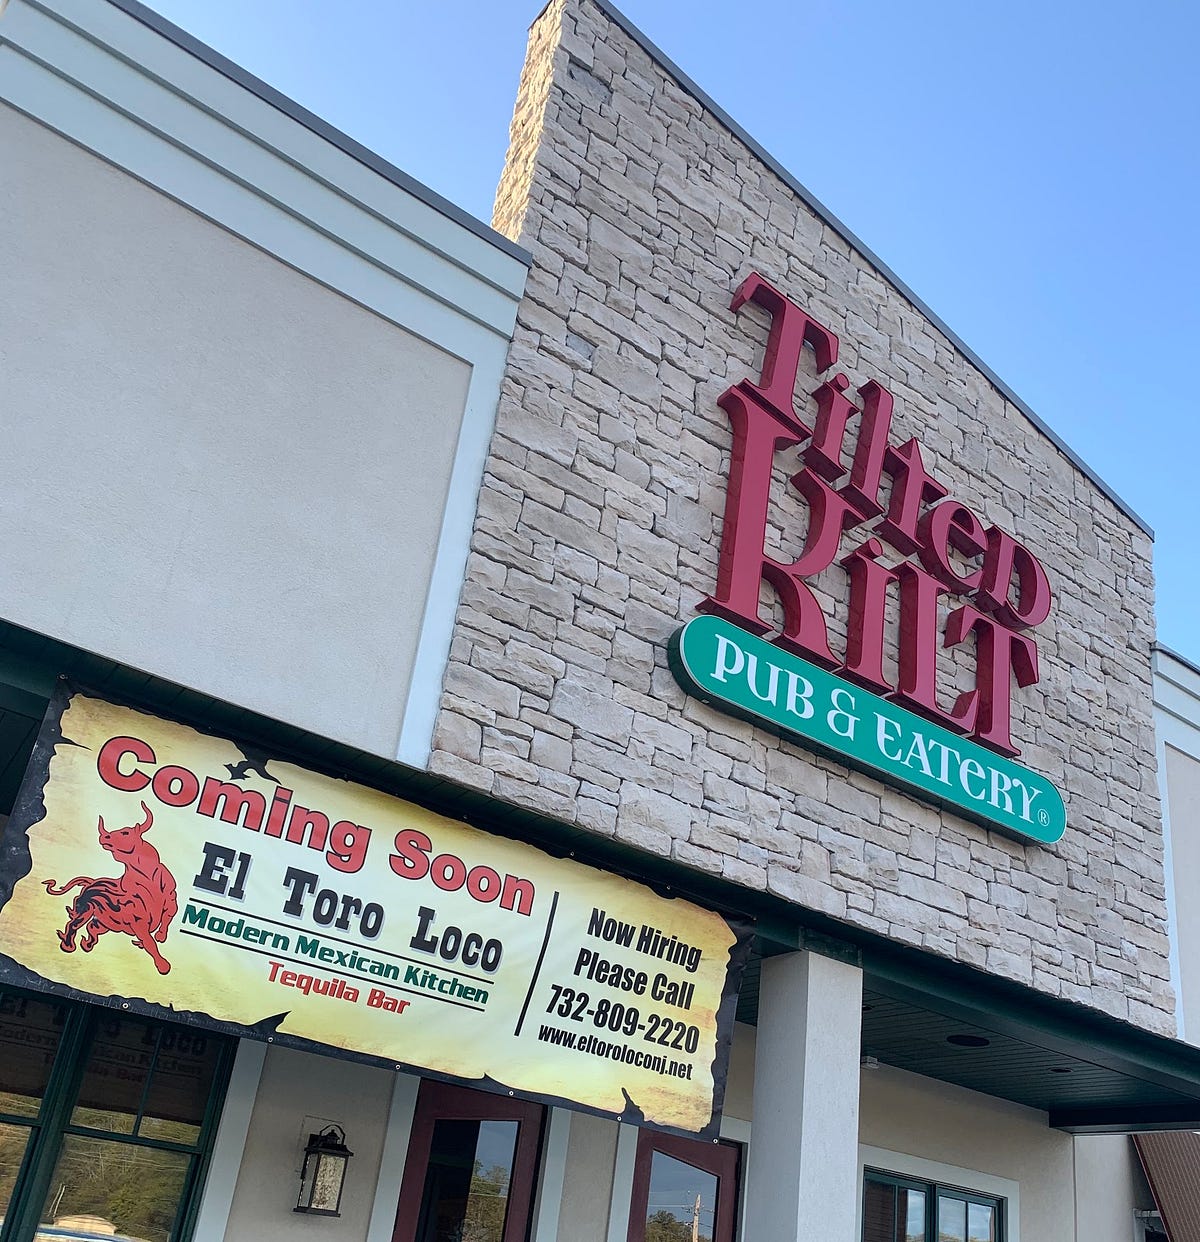 Tilted
Kilt
PUB & EATERY®
Coming Soon
El Toro Loco
Modern Mexican Kitchen
Tequila Bar
Now Hiring
Please Call
732-809-2220
www.eltoroloconj.net